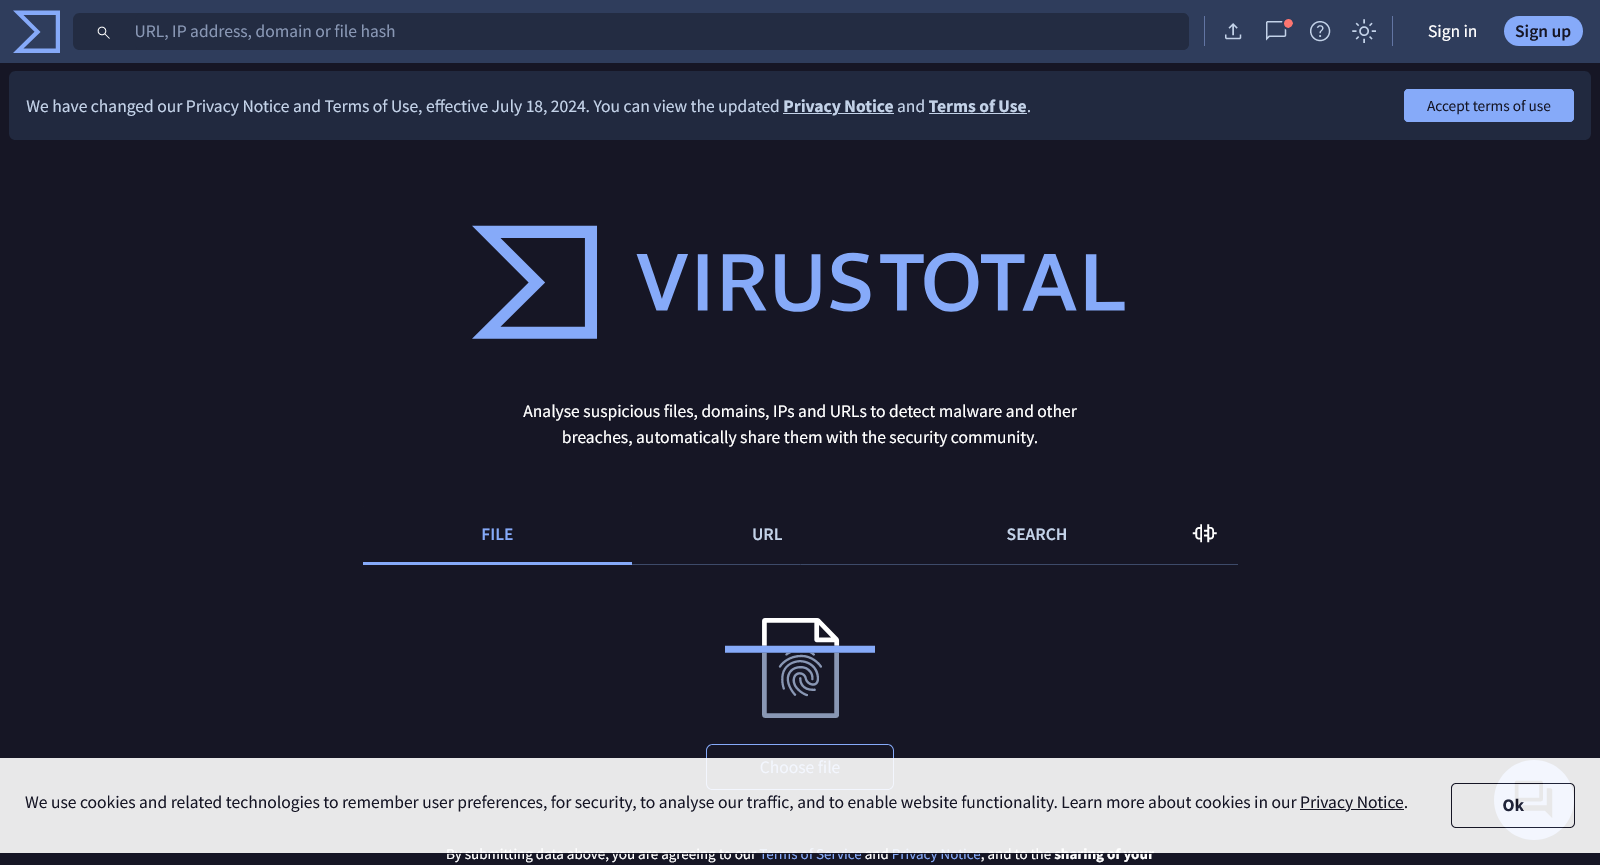 URL, IP address, domain or file hash
Sign in
Sign up
We have changed our Privacy Notice and Terms of Use, effective July 18, 2024. You can view the updated Privacy Notice and Terms of Use.
Accept terms of use
VIRUSTOTAL
Analyse suspicious files, domains, IPs and URLs to detect malware and other
breaches, automatically share them with the security community.
FILE
URL
SEARCH
Choose file
We use cookies and related technologies to remember user preferences, for security, to analyse our traffic, and to enable website functionality. Learn more about cookies in our Privacy Notice.
Ok
By submitting data above, you are agreeing to our Terms of Service and Privacy Notice, and to the sharing of your